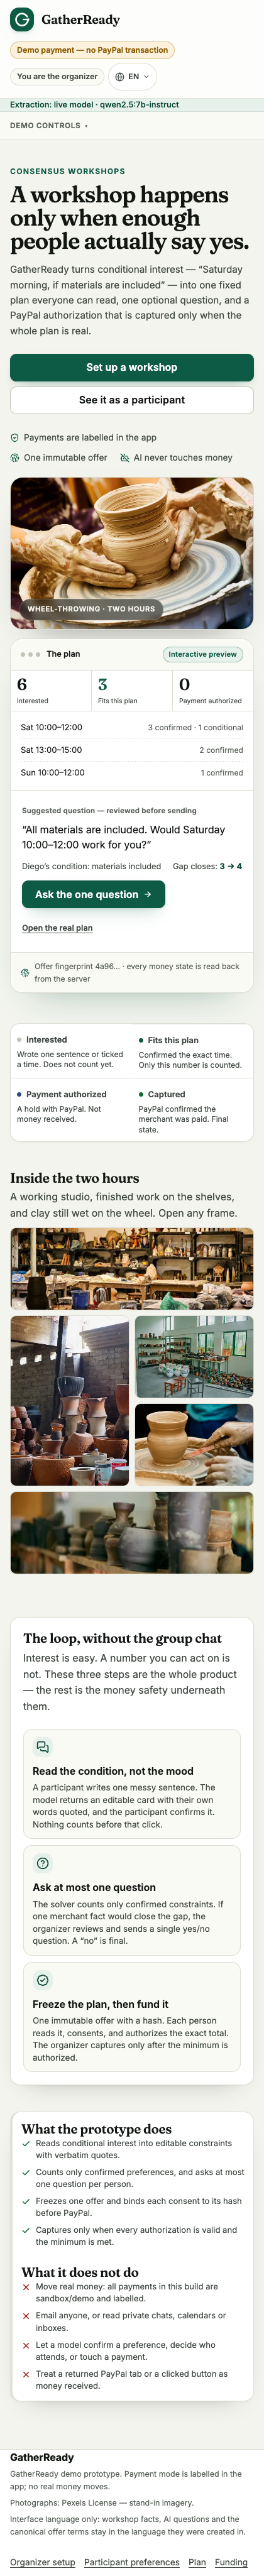 GatherReady
Demo payment — no PayPal transaction
You are the organizer
EN
Extraction: live model · qwen2.5:7b-instruct
DEMO CONTROLS
CONSENSUS WORKSHOPS
A workshop happens
only when enough
people actually say yes.
GatherReady turns conditional interest — “Saturday
morning, if materials are included” — into one fixed
plan everyone can read, one optional question, and a
PayPal authorization that is captured only when the
whole plan is real.
Set up a workshop
See it as a participant
Payments are labelled in the app
One immutable offer
AI never touches money
WHEEL-THROWING · TWO HOURS
The plan
Interactive preview
6
Interested
3
Fits this plan
0
Payment authorized
Sat 10:00–12:00
3 confirmed · 1 conditional
Sat 13:00–15:00
2 confirmed
Sun 10:00–12:00
1 confirmed
Suggested question — reviewed before sending
“All materials are included. Would Saturday
10:00–12:00 work for you?”
Diego’s condition: materials included
Gap closes: 3 → 4
Ask the one question →
Open the real plan
Offer fingerprint 4a96… · every money state is read back
from the server
Interested
Wrote one sentence or ticked
a time. Does not count yet.
Fits this plan
Confirmed the exact time.
Only this number is counted.
Payment authorized
A hold with PayPal. Not
money received.
Captured
PayPal confirmed the
merchant was paid. Final
state.
Inside the two hours
A working studio, finished work on the shelves,
and clay still wet on the wheel. Open any frame.
The loop, without the group chat
Interest is easy. A number you can act on is
not. These three steps are the whole product
— the rest is the money safety underneath
them.
Read the condition, not the mood
A participant writes one messy sentence. The
model returns an editable card with their own
words quoted, and the participant confirms it.
Nothing counts before that click.
Ask at most one question
The solver counts only confirmed constraints. If
one merchant fact would close the gap, the
organizer reviews and sends a single yes/no
question. A “no” is final.
Freeze the plan, then fund it
One immutable offer with a hash. Each person
reads it, consents, and authorizes the exact total.
The organizer captures only after the minimum is
authorized.
What the prototype does
Reads conditional interest into editable constraints
with verbatim quotes.
Counts only confirmed preferences, and asks at most
one question per person.
Freezes one offer and binds each consent to its hash
before PayPal.
Captures only when every authorization is valid and
the minimum is met.
What it does not do
Move real money: all payments in this build are
sandbox/demo and labelled.
Email anyone, or read private chats, calendars or
inboxes.
Let a model confirm a preference, decide who
attends, or touch a payment.
Treat a returned PayPal tab or a clicked button as
money received.
GatherReady
GatherReady demo prototype. Payment mode is labelled in the
app; no real money moves.
Photographs: Pexels License — stand-in imagery.
Interface language only: workshop facts, AI questions and the
canonical offer terms stay in the language they were created in.
Organizer setup
Participant preferences
Plan
Funding